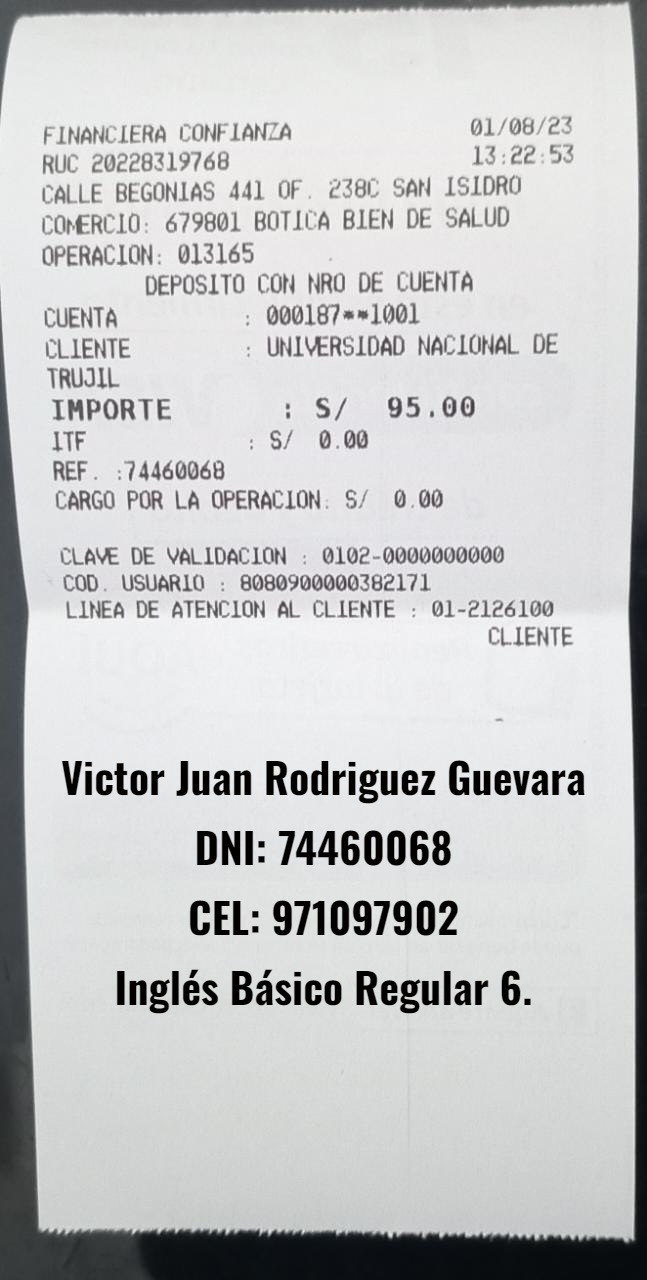 FINANCIERA CONFIANZA 01/08/23
RUC 20228319768 13:22:53
CALLE BEGONIAS 441 OF. 238C SAN ISIDRO
COMERCIO: 679801 BOTICA BIEN DE SALUD
OPERACION: 013165
DEPOSITO CON NRO DE CUENTA
CUENTA : 000187**1001
CLIENTE : UNIVERSIDAD NACIONAL DE
TRUJIL
IMPORTE : S/ 95.00
ITF : S/ 0.00
REF. :74460068
CARGO POR LA OPERACION: S/ 0.00
CLAVE DE VALIDACION : 0102-0000000000
COD. USUARIO : 8080900000382171
LINEA DE ATENCION AL CLIENTE : 01-2126100
CLIENTE
Victor Juan Rodriguez Guevara
DNI: 74460068
CEL: 971097902
Inglés Básico Regular 6.